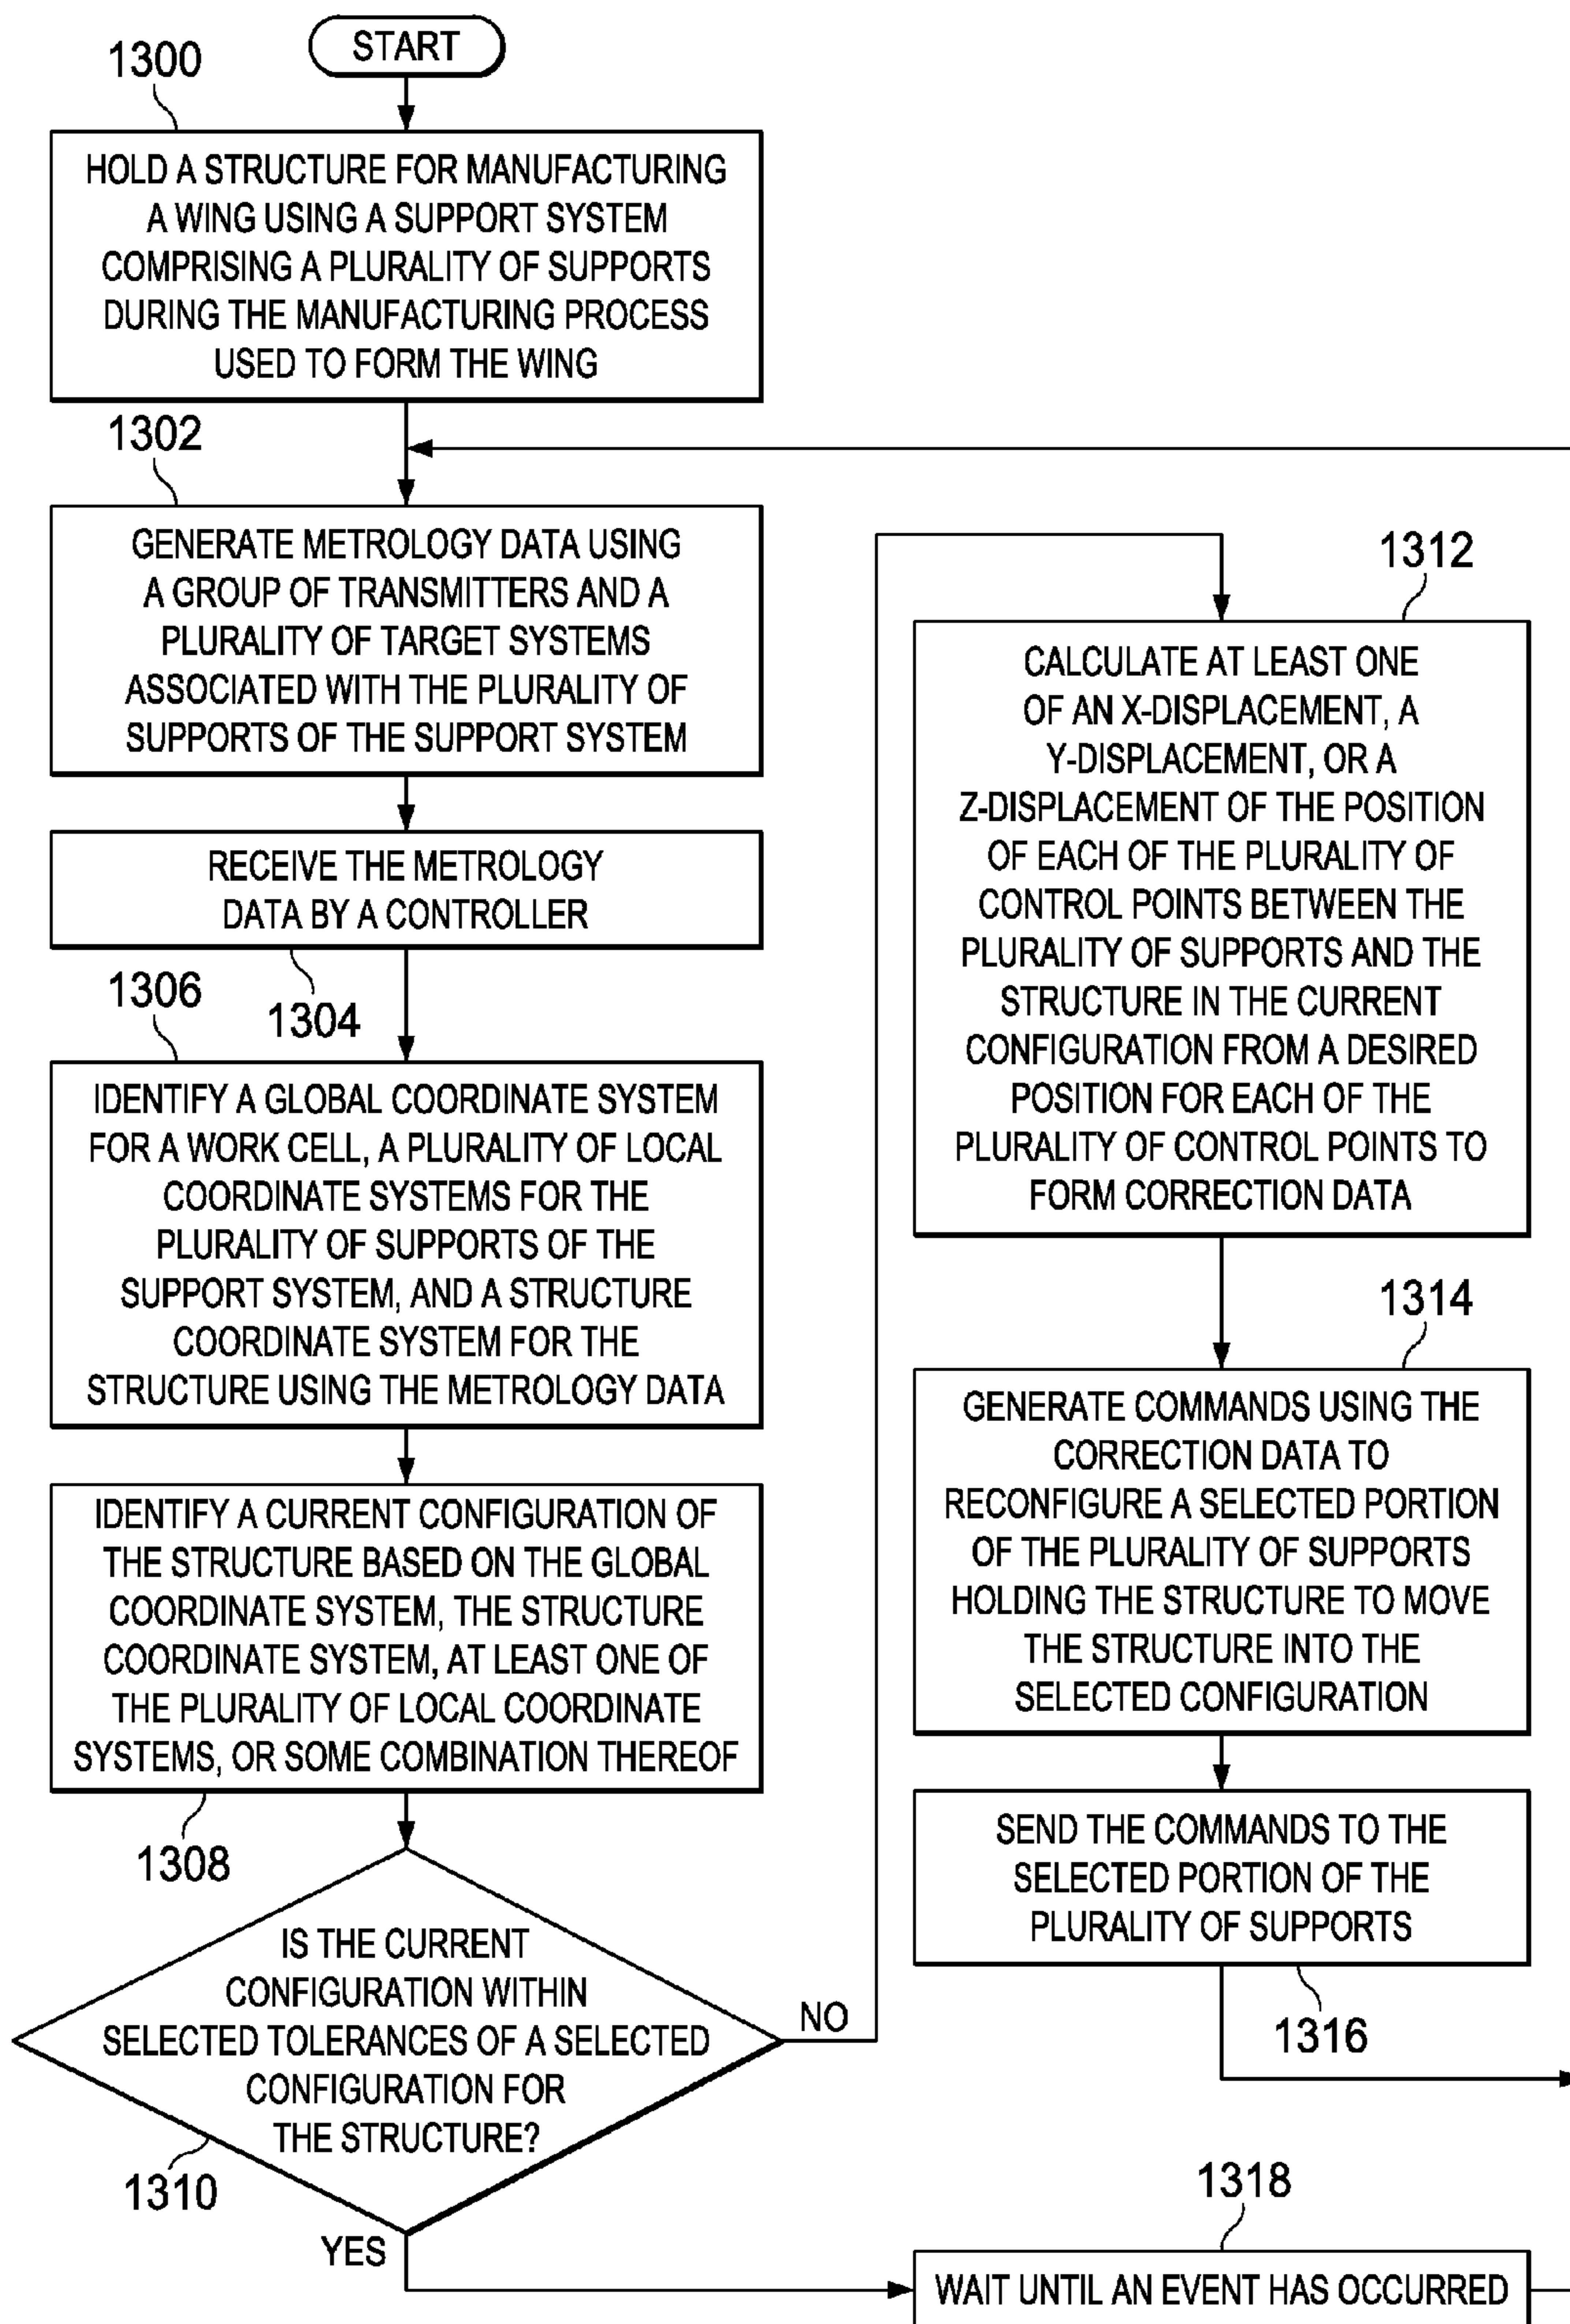 START
1300
HOLD A STRUCTURE FOR MANUFACTURING
A WING USING A SUPPORT SYSTEM
COMPRISING A PLURALITY OF SUPPORTS
DURING THE MANUFACTURING PROCESS
USED TO FORM THE WING
1302
GENERATE METROLOGY DATA USING
A GROUP OF TRANSMITTERS AND A
PLURALITY OF TARGET SYSTEMS
ASSOCIATED WITH THE PLURALITY OF
SUPPORTS OF THE SUPPORT SYSTEM
RECEIVE THE METROLOGY
DATA BY A CONTROLLER
1304
1306
IDENTIFY A GLOBAL COORDINATE SYSTEM
FOR A WORK CELL, A PLURALITY OF LOCAL
COORDINATE SYSTEMS FOR THE
PLURALITY OF SUPPORTS OF THE
SUPPORT SYSTEM, AND A STRUCTURE
COORDINATE SYSTEM FOR THE
STRUCTURE USING THE METROLOGY DATA
IDENTIFY A CURRENT CONFIGURATION OF
THE STRUCTURE BASED ON THE GLOBAL
COORDINATE SYSTEM, THE STRUCTURE
COORDINATE SYSTEM, AT LEAST ONE OF
THE PLURALITY OF LOCAL COORDINATE
SYSTEMS, OR SOME COMBINATION THEREOF
1308
IS THE CURRENT
CONFIGURATION WITHIN
SELECTED TOLERANCES OF A SELECTED
CONFIGURATION FOR
THE STRUCTURE?
1310
NO
YES
1312
CALCULATE AT LEAST ONE
OF AN X-DISPLACEMENT, A
Y-DISPLACEMENT, OR A
Z-DISPLACEMENT OF THE POSITION
OF EACH OF THE PLURALITY OF
CONTROL POINTS BETWEEN THE
PLURALITY OF SUPPORTS AND THE
STRUCTURE IN THE CURRENT
CONFIGURATION FROM A DESIRED
POSITION FOR EACH OF THE
PLURALITY OF CONTROL POINTS TO
FORM CORRECTION DATA
1314
GENERATE COMMANDS USING THE
CORRECTION DATA TO
RECONFIGURE A SELECTED PORTION
OF THE PLURALITY OF SUPPORTS
HOLDING THE STRUCTURE TO MOVE
THE STRUCTURE INTO THE
SELECTED CONFIGURATION
SEND THE COMMANDS TO THE
SELECTED PORTION OF THE
PLURALITY OF SUPPORTS
1316
1318
WAIT UNTIL AN EVENT HAS OCCURRED